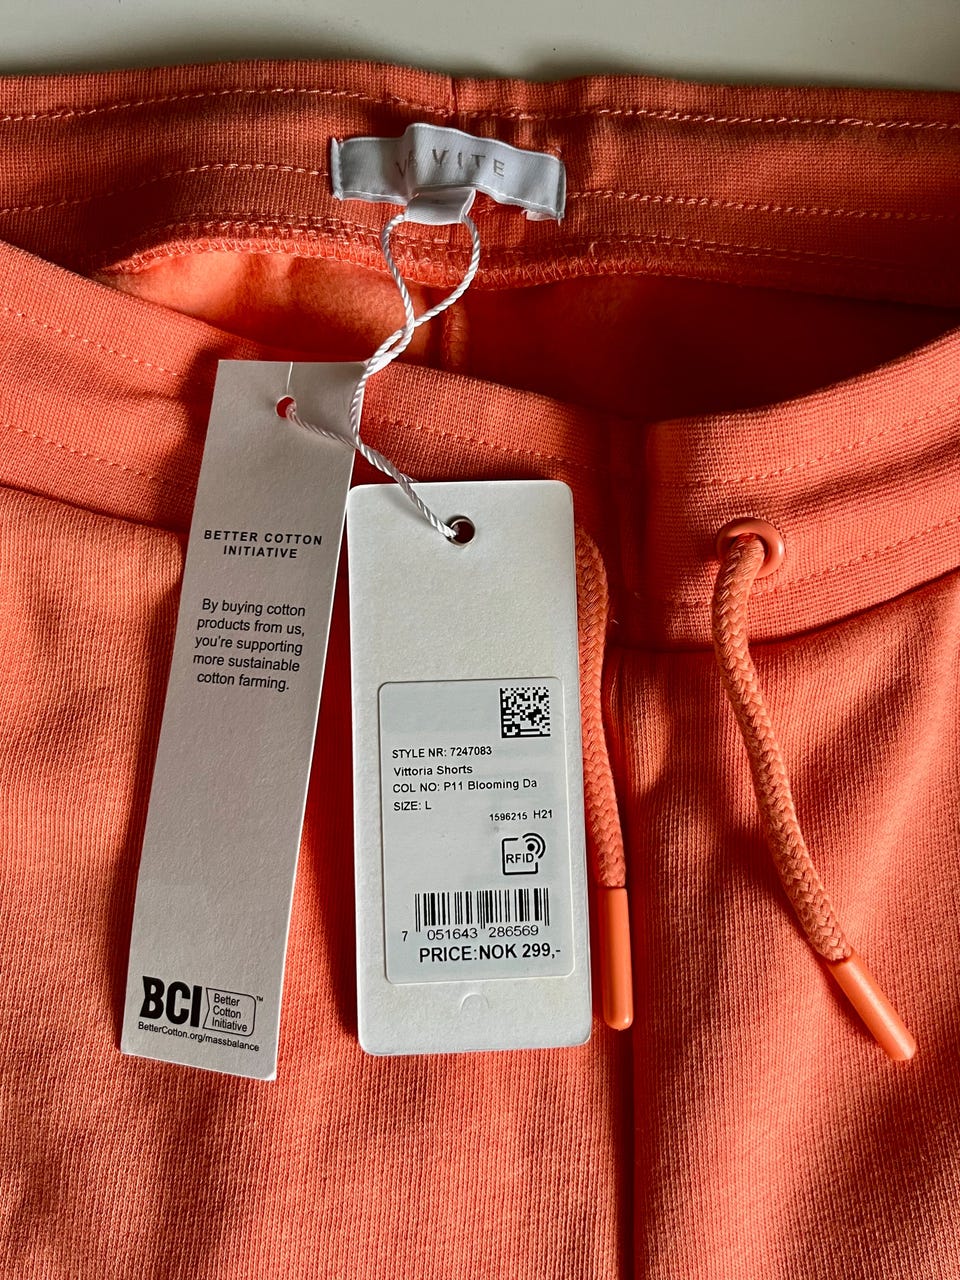 VITE
BETTER COTTON
INITIATIVE
By buying cotton
products from us,
you're supporting
more sustainable
cotton farming.
BCI Better
Cotton
Initiative™
BetterCotton.org/massbalance
STYLE NR: 7247083
Vittoria Shorts
COL NO: P11 Blooming Da
SIZE: L
1596215 H21
RFID
7 051643 286569
PRICE:NOK 299,-